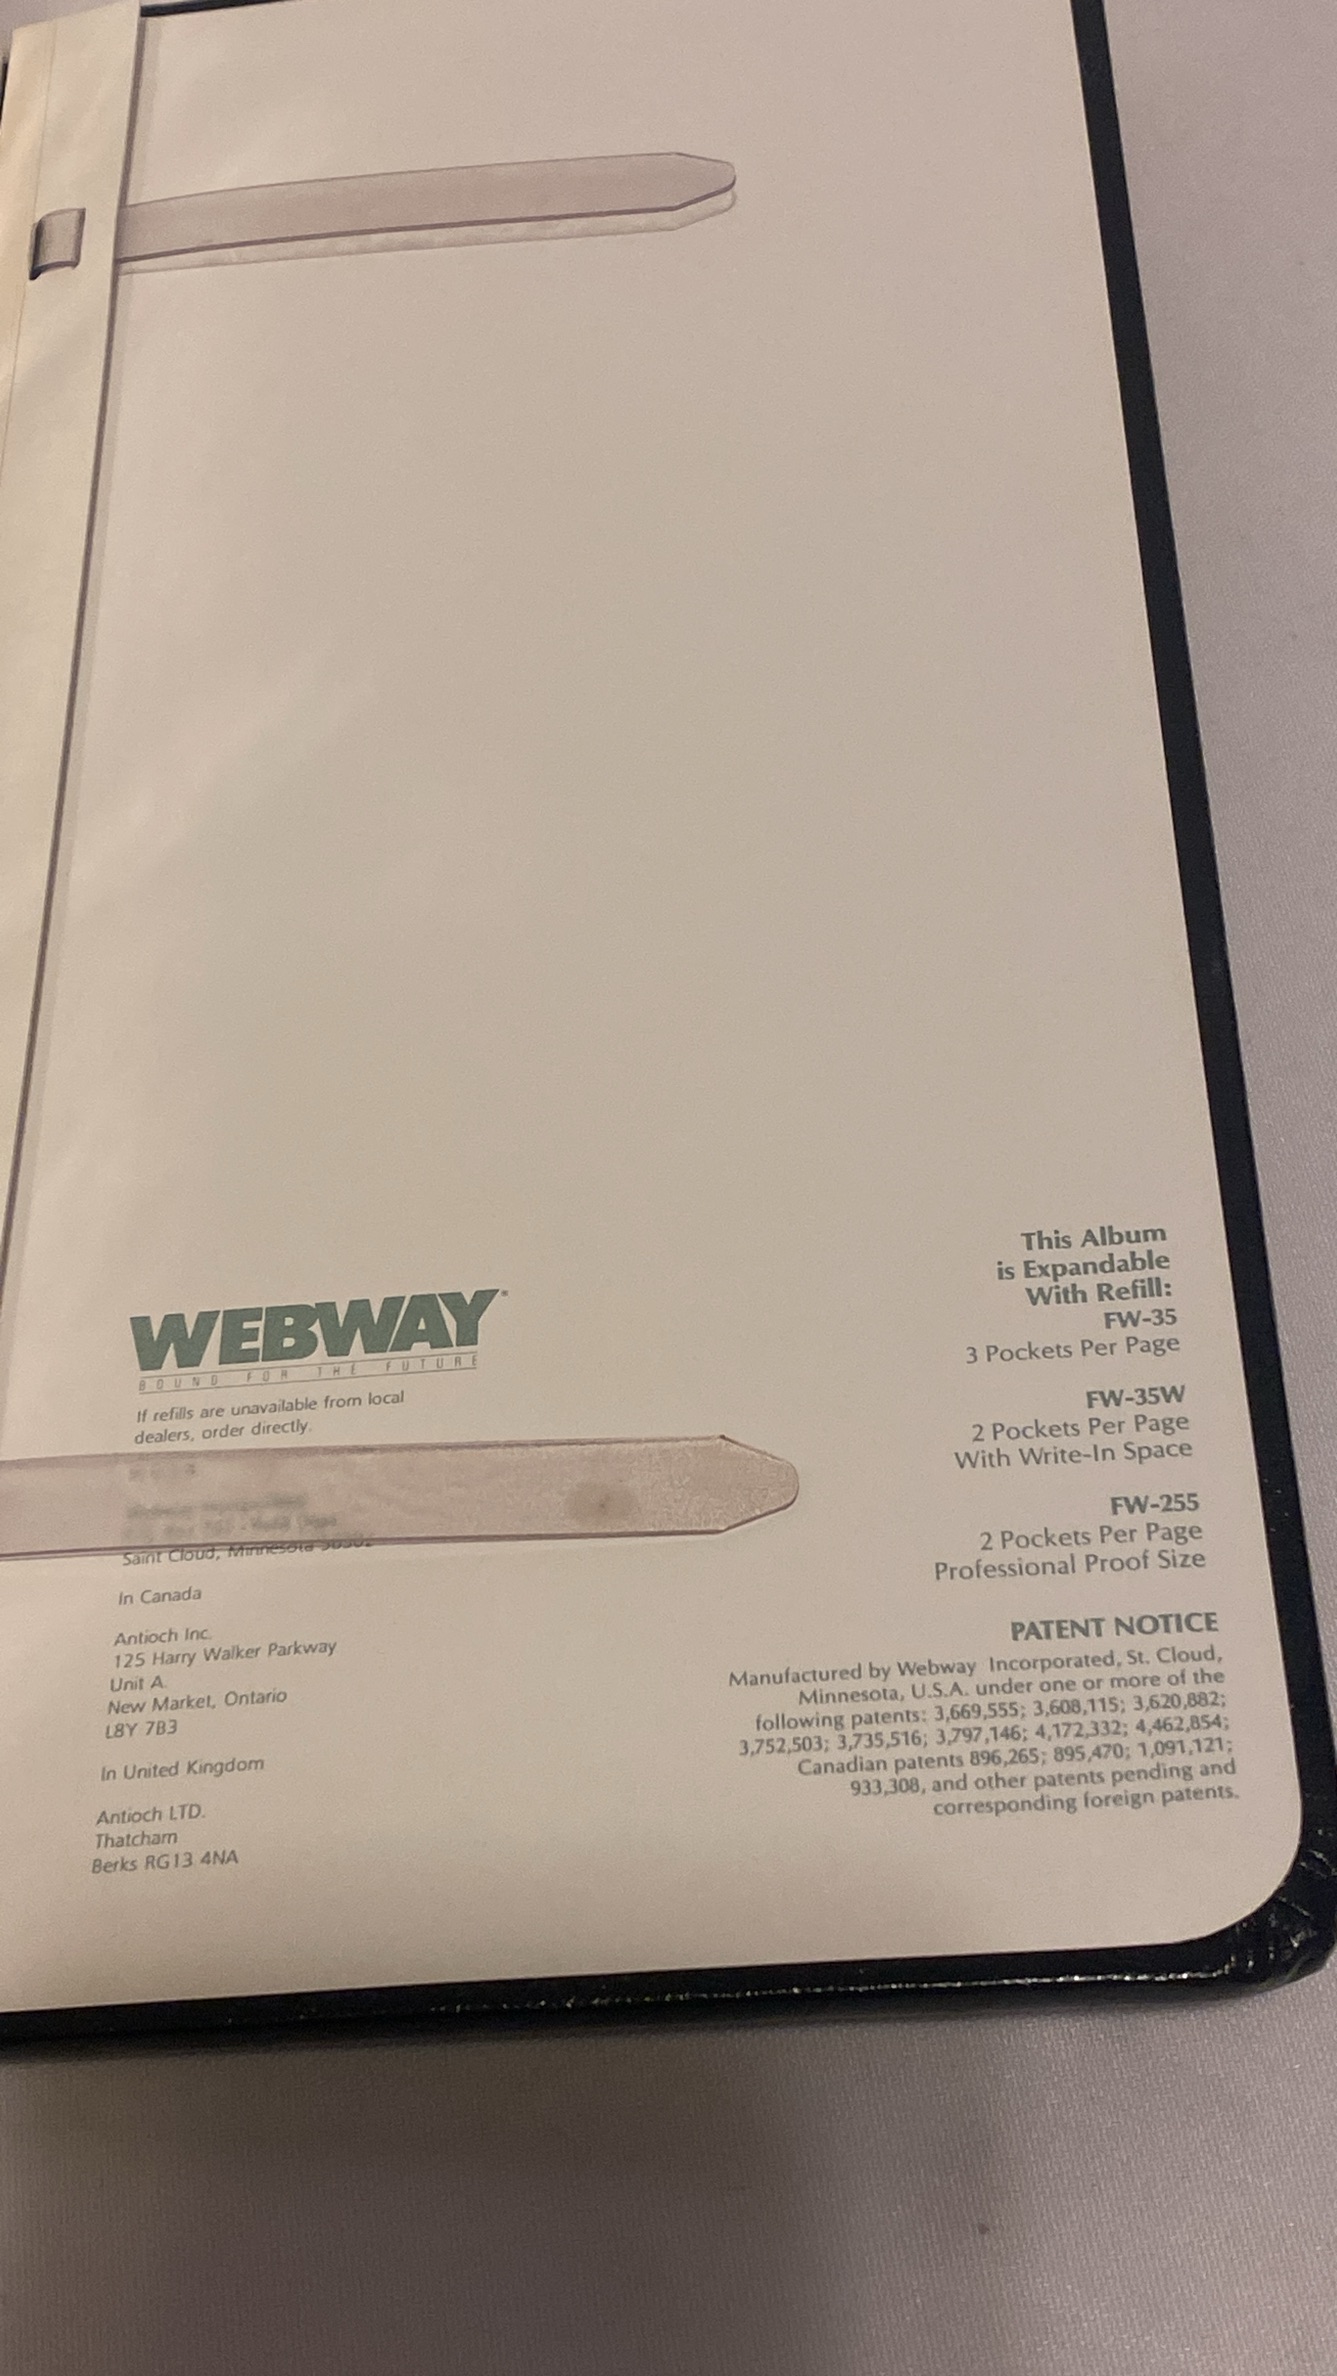 WEBWAY
BOUND FOR THE FUTURE
If refills are unavailable from local
dealers, order directly.
Saint Cloud, Minnesota
In Canada
Antioch Inc.
125 Harry Walker Parkway
Unit A
New Market, Ontario
L8Y 7B3
In United Kingdom
Antioch LTD.
Thatcham
Berks RG13 4NA
This Album
is Expandable
With Refill:
FW-35
3 Pockets Per Page
FW-35W
2 Pockets Per Page
With Write-In Space
FW-255
2 Pockets Per Page
Professional Proof Size
PATENT NOTICE
Manufactured by Webway Incorporated, St. Cloud,
Minnesota, U.S.A. under one or more of the
following patents: 3,669,555; 3,608,115; 3,620,882;
3,752,503; 3,735,516; 3,797,146; 4,172,332; 4,462,854;
Canadian patents 896,265; 895,470; 1,091,121;
933,308, and other patents pending and
corresponding foreign patents.